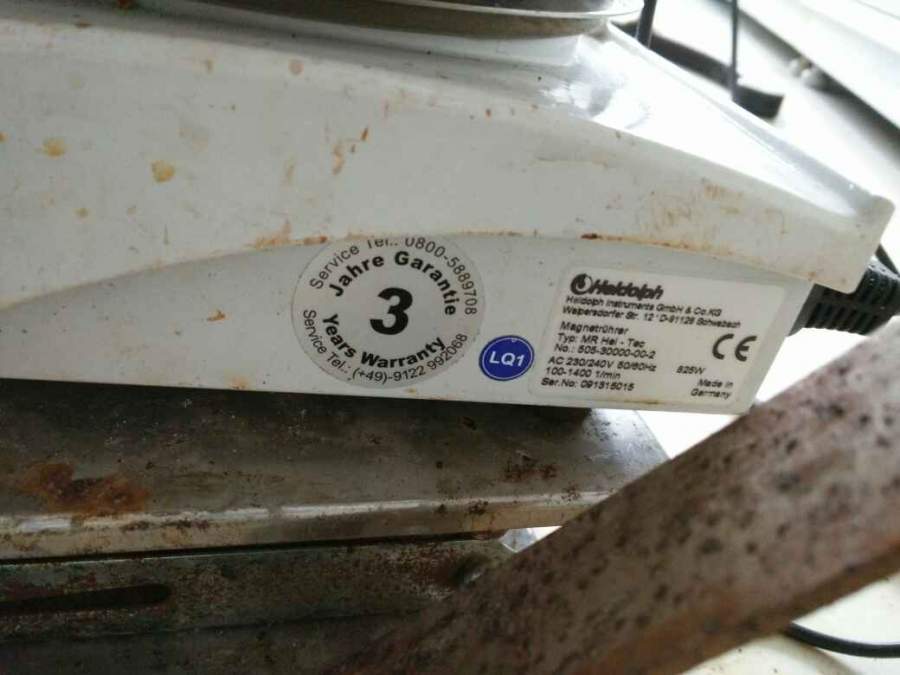 Service Tel.: 0800-5889708
Jahre Garantie
3
Years Warranty
Service Tel.: (+49)-9122 992068
LQ1
Heidolph
Heidolph Instruments GmbH & Co.KG
Walpersdorfer Str. 12 * D-91126 Schwabach
Magnetrührer
Typ: MR Hei - Tec
No.: 505-30000-00-2
AC 230/240V 50/60Hz 825W
100-1400 1/min
Ser.No: 091315015
CE
Made in
Germany